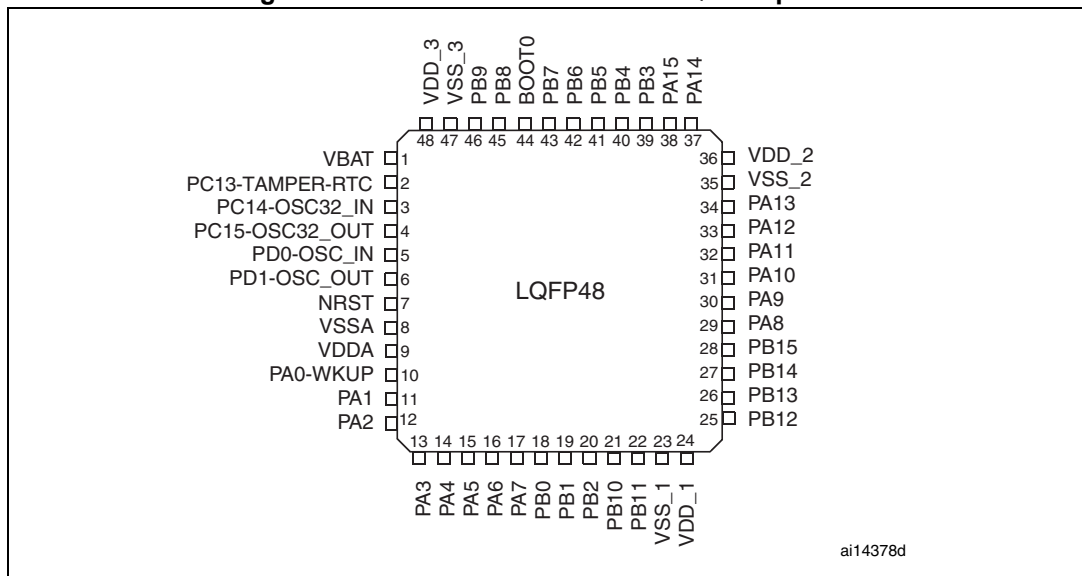 VDD_3
VSS_3
PB9
PB8
BOOT0
PB7
PB6
PB5
PB4
PB3
PA15
PA14
48 47 46 45 44 43 42 41 40 39 38 37
VBAT 1
PC13-TAMPER-RTC 2
PC14-OSC32_IN 3
PC15-OSC32_OUT 4
PD0-OSC_IN 5
PD1-OSC_OUT 6
NRST 7
VSSA 8
VDDA 9
PA0-WKUP 10
PA1 11
PA2 12
LQFP48
36 VDD_2
35 VSS_2
34 PA13
33 PA12
32 PA11
31 PA10
30 PA9
29 PA8
28 PB15
27 PB14
26 PB13
25 PB12
13 14 15 16 17 18 19 20 21 22 23 24
PA3
PA4
PA5
PA6
PA7
PB0
PB1
PB2
PB10
PB11
VSS_1
VDD_1
ai14378d